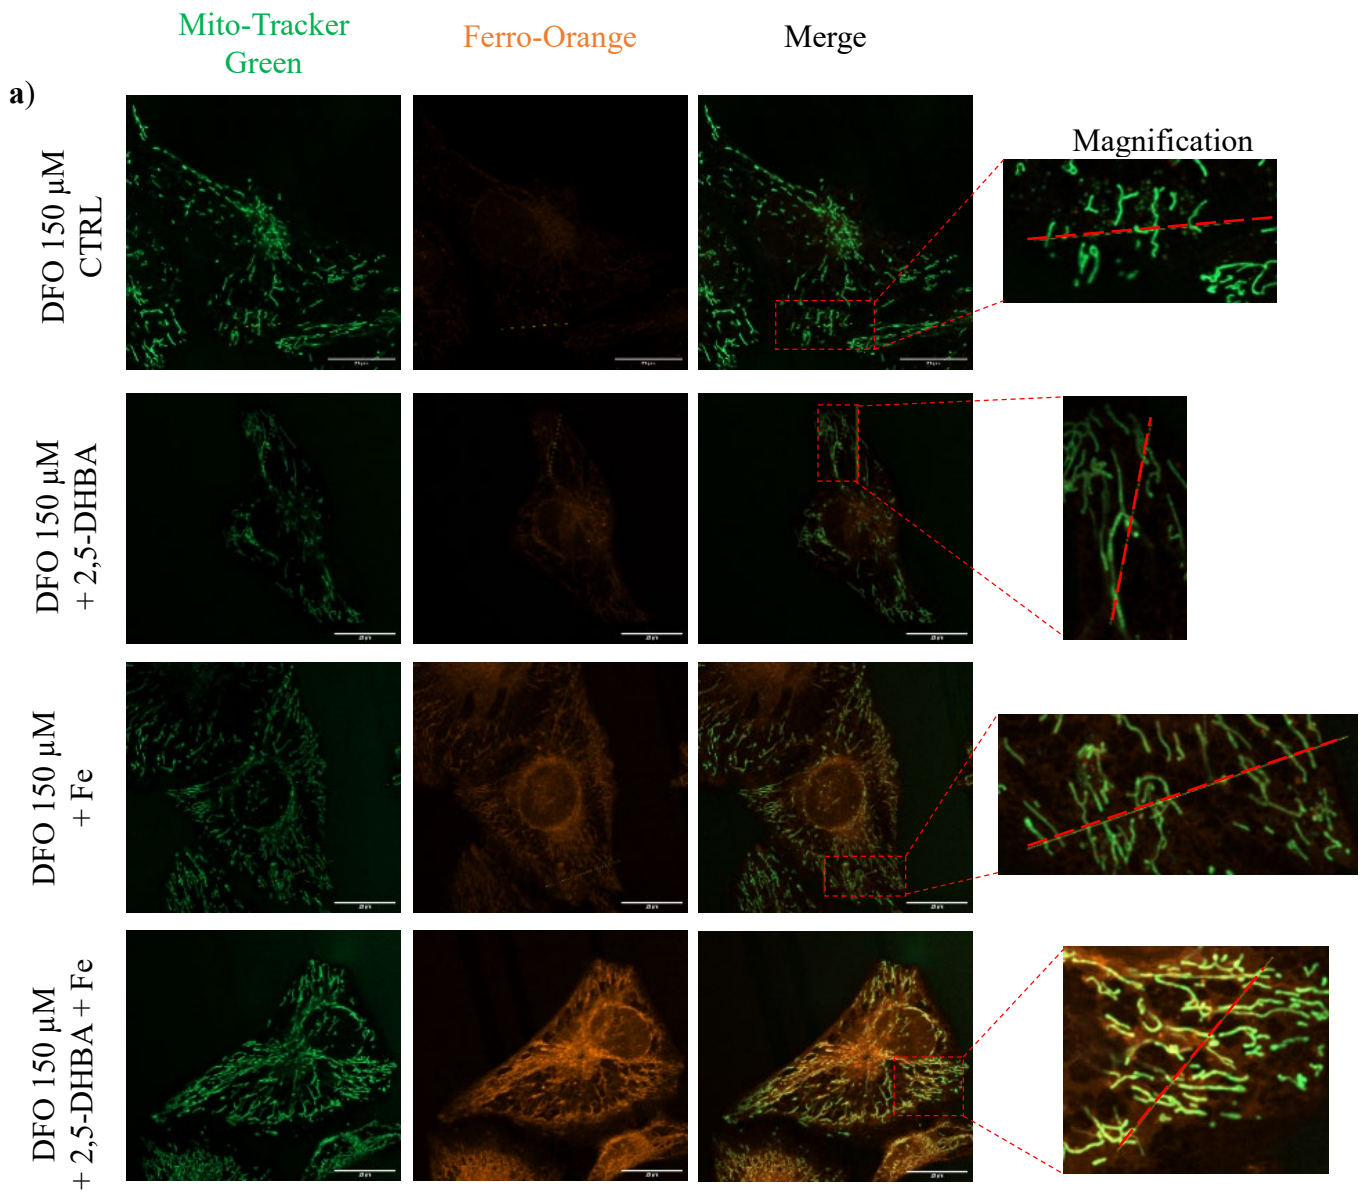 Mito-Tracker
Green
Ferro-Orange
Merge
a)
Magnification
DFO 150 µM
CTRL
DFO 150 µM
+ 2,5-DHBA
DFO 150 µM
+ Fe
DFO 150 µM
+ 2,5-DHBA + Fe